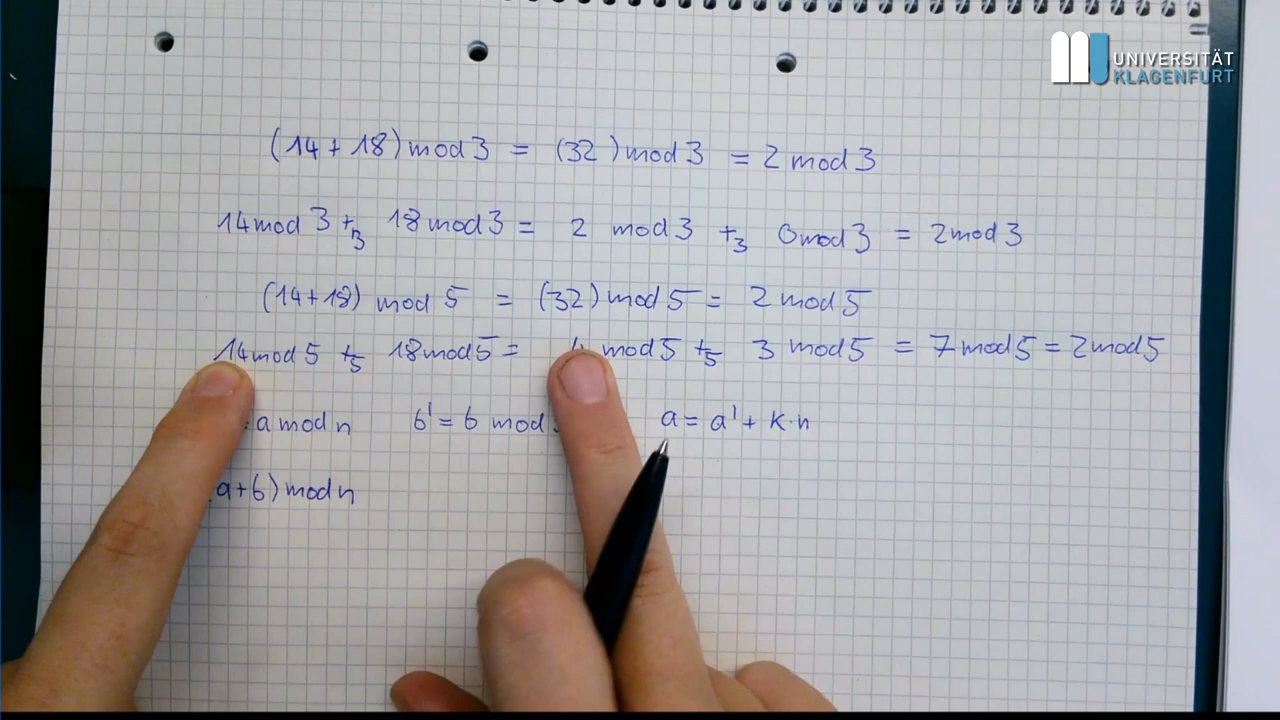 UNIVERSITÄT
KLAGENFURT
(14+18) mod 3 = (32) mod 3 = 2 mod 3
14 mod 3 +₃ 18 mod 3 = 2 mod 3 +₃ 0 mod 3 = 2 mod 3
(14+18) mod 5 = (32) mod 5 = 2 mod 5
14 mod 5 +₅ 18 mod 5 = 4 mod 5 +₅ 3 mod 5 = 7 mod 5 = 2 mod 5
a mod n b' = b mod a = a' + k·n
a+b) mod n